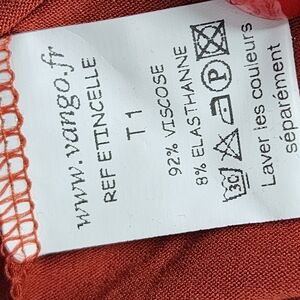 www.vango.fr
REF ETINCELLE
T 1
92% VISCOSE
8% ELASTHANNE
30 P
Laver les couleurs
séparément